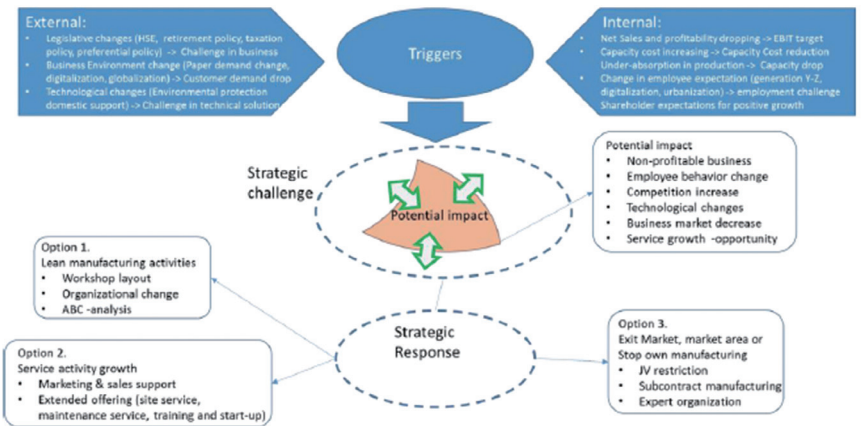 External:
• Legislative changes (HSE, retirement policy, taxation
policy, preferential policy) -> Challenge in business
• Business Environment change (Paper demand change,
digitalization, globalization) -> Customer demand drop
• Technological changes (Environmental protection
domestic support) -> Challenge in technical solution
Triggers
Internal:
• Net Sales and profitability dropping -> EBIT target
• Capacity cost increasing -> Capacity Cost reduction
Under-absorption in production -> Capacity drop
• Change in employee expectation (generation Y-Z,
digitalization, urbanization) -> employment challenge
Shareholder expectations for positive growth
Strategic
challenge
Potential impact
Potential impact
• Non-profitable business
• Employee behavior change
• Competition increase
• Technological changes
• Business market decrease
• Service growth -opportunity
Option 1.
Lean manufacturing activities
• Workshop layout
• Organizational change
• ABC -analysis
Strategic
Response
Option 2.
Service activity growth
• Marketing & sales support
• Extended offering (site service,
maintenance service, training and start-up)
Option 3.
Exit Market, market area or
Stop own manufacturing
• JV restriction
• Subcontract manufacturing
• Expert organization